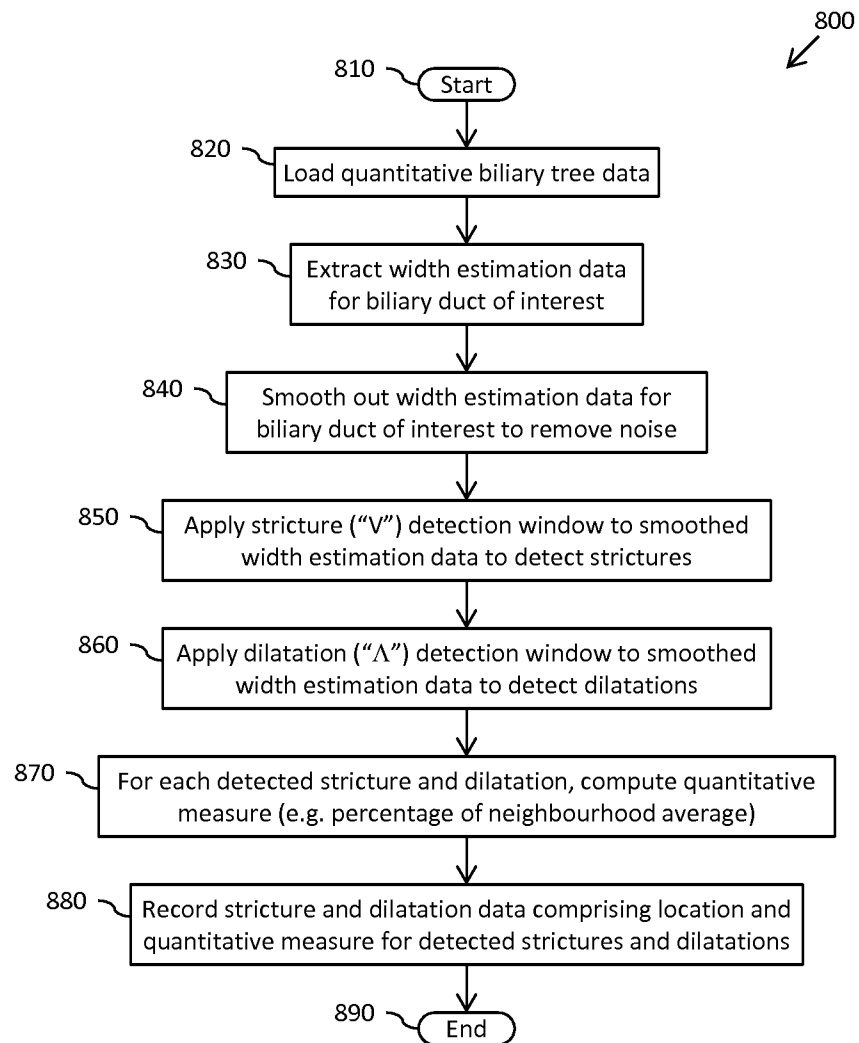 800
810
Start
820
Load quantitative biliary tree data
830
Extract width estimation data
for biliary duct of interest
840
Smooth out width estimation data for
biliary duct of interest to remove noise
850
Apply stricture (“V”) detection window to smoothed
width estimation data to detect strictures
860
Apply dilatation (“Λ”) detection window to smoothed
width estimation data to detect dilatations
870
For each detected stricture and dilatation, compute quantitative
measure (e.g. percentage of neighbourhood average)
880
Record stricture and dilatation data comprising location and
quantitative measure for detected strictures and dilatations
890
End